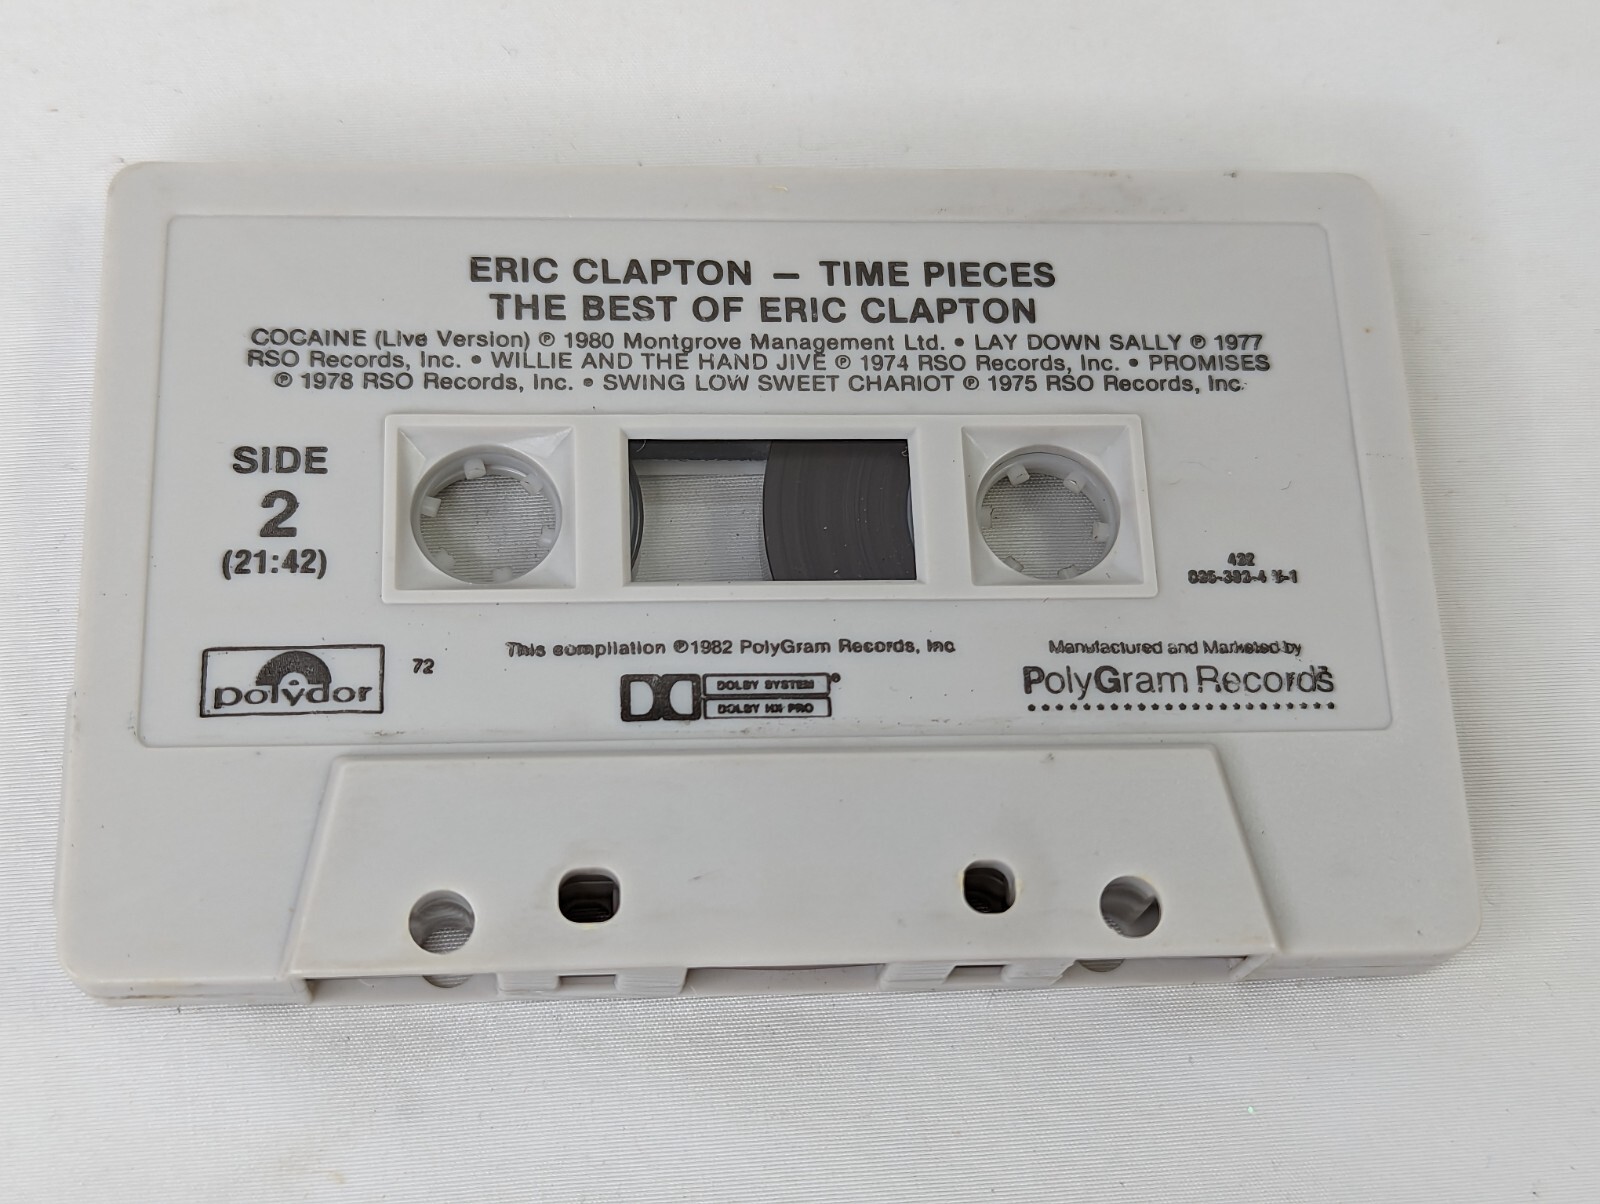 ERIC CLAPTON — TIME PIECES
THE BEST OF ERIC CLAPTON
COCAINE (Live Version) ℗ 1980 Montgrove Management Ltd. • LAY DOWN SALLY ℗ 1977
RSO Records, Inc. • WILLIE AND THE HAND JIVE ℗ 1974 RSO Records, Inc. • PROMISES
℗ 1978 RSO Records, Inc. • SWING LOW SWEET CHARIOT ℗ 1975 RSO Records, Inc.
SIDE
2
(21:42)
422
polydor
72
This compilation ℗1982 PolyGram Records, Inc
DOLBY SYSTEM®
DOLBY HX PRO
Manufactured and Marketed by
PolyGram Records